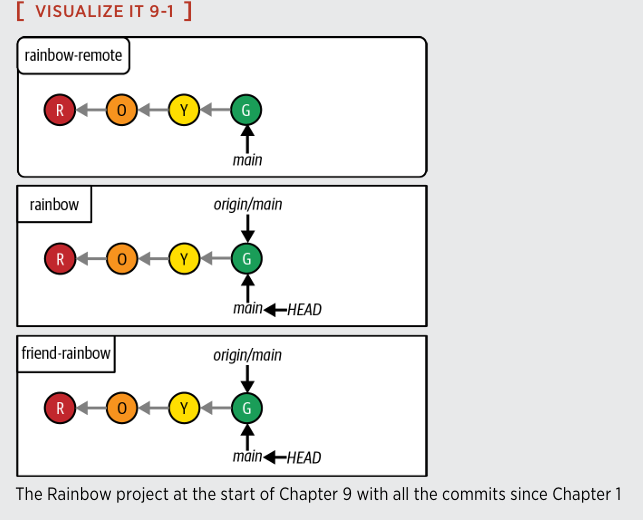 [ VISUALIZE IT 9-1 ]
rainbow-remote
R O Y G
main
rainbow
origin/main
R O Y G
main HEAD
friend-rainbow
origin/main
R O Y G
main HEAD
The Rainbow project at the start of Chapter 9 with all the commits since Chapter 1